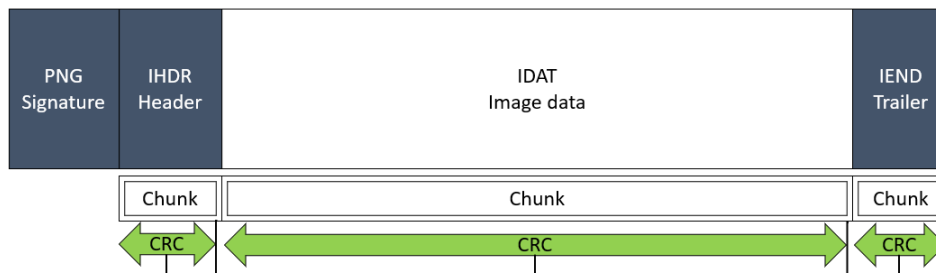 PNG
Signature
IHDR
Header
IDAT
Image data
IEND
Trailer
Chunk
Chunk
Chunk
CRC
CRC
CRC